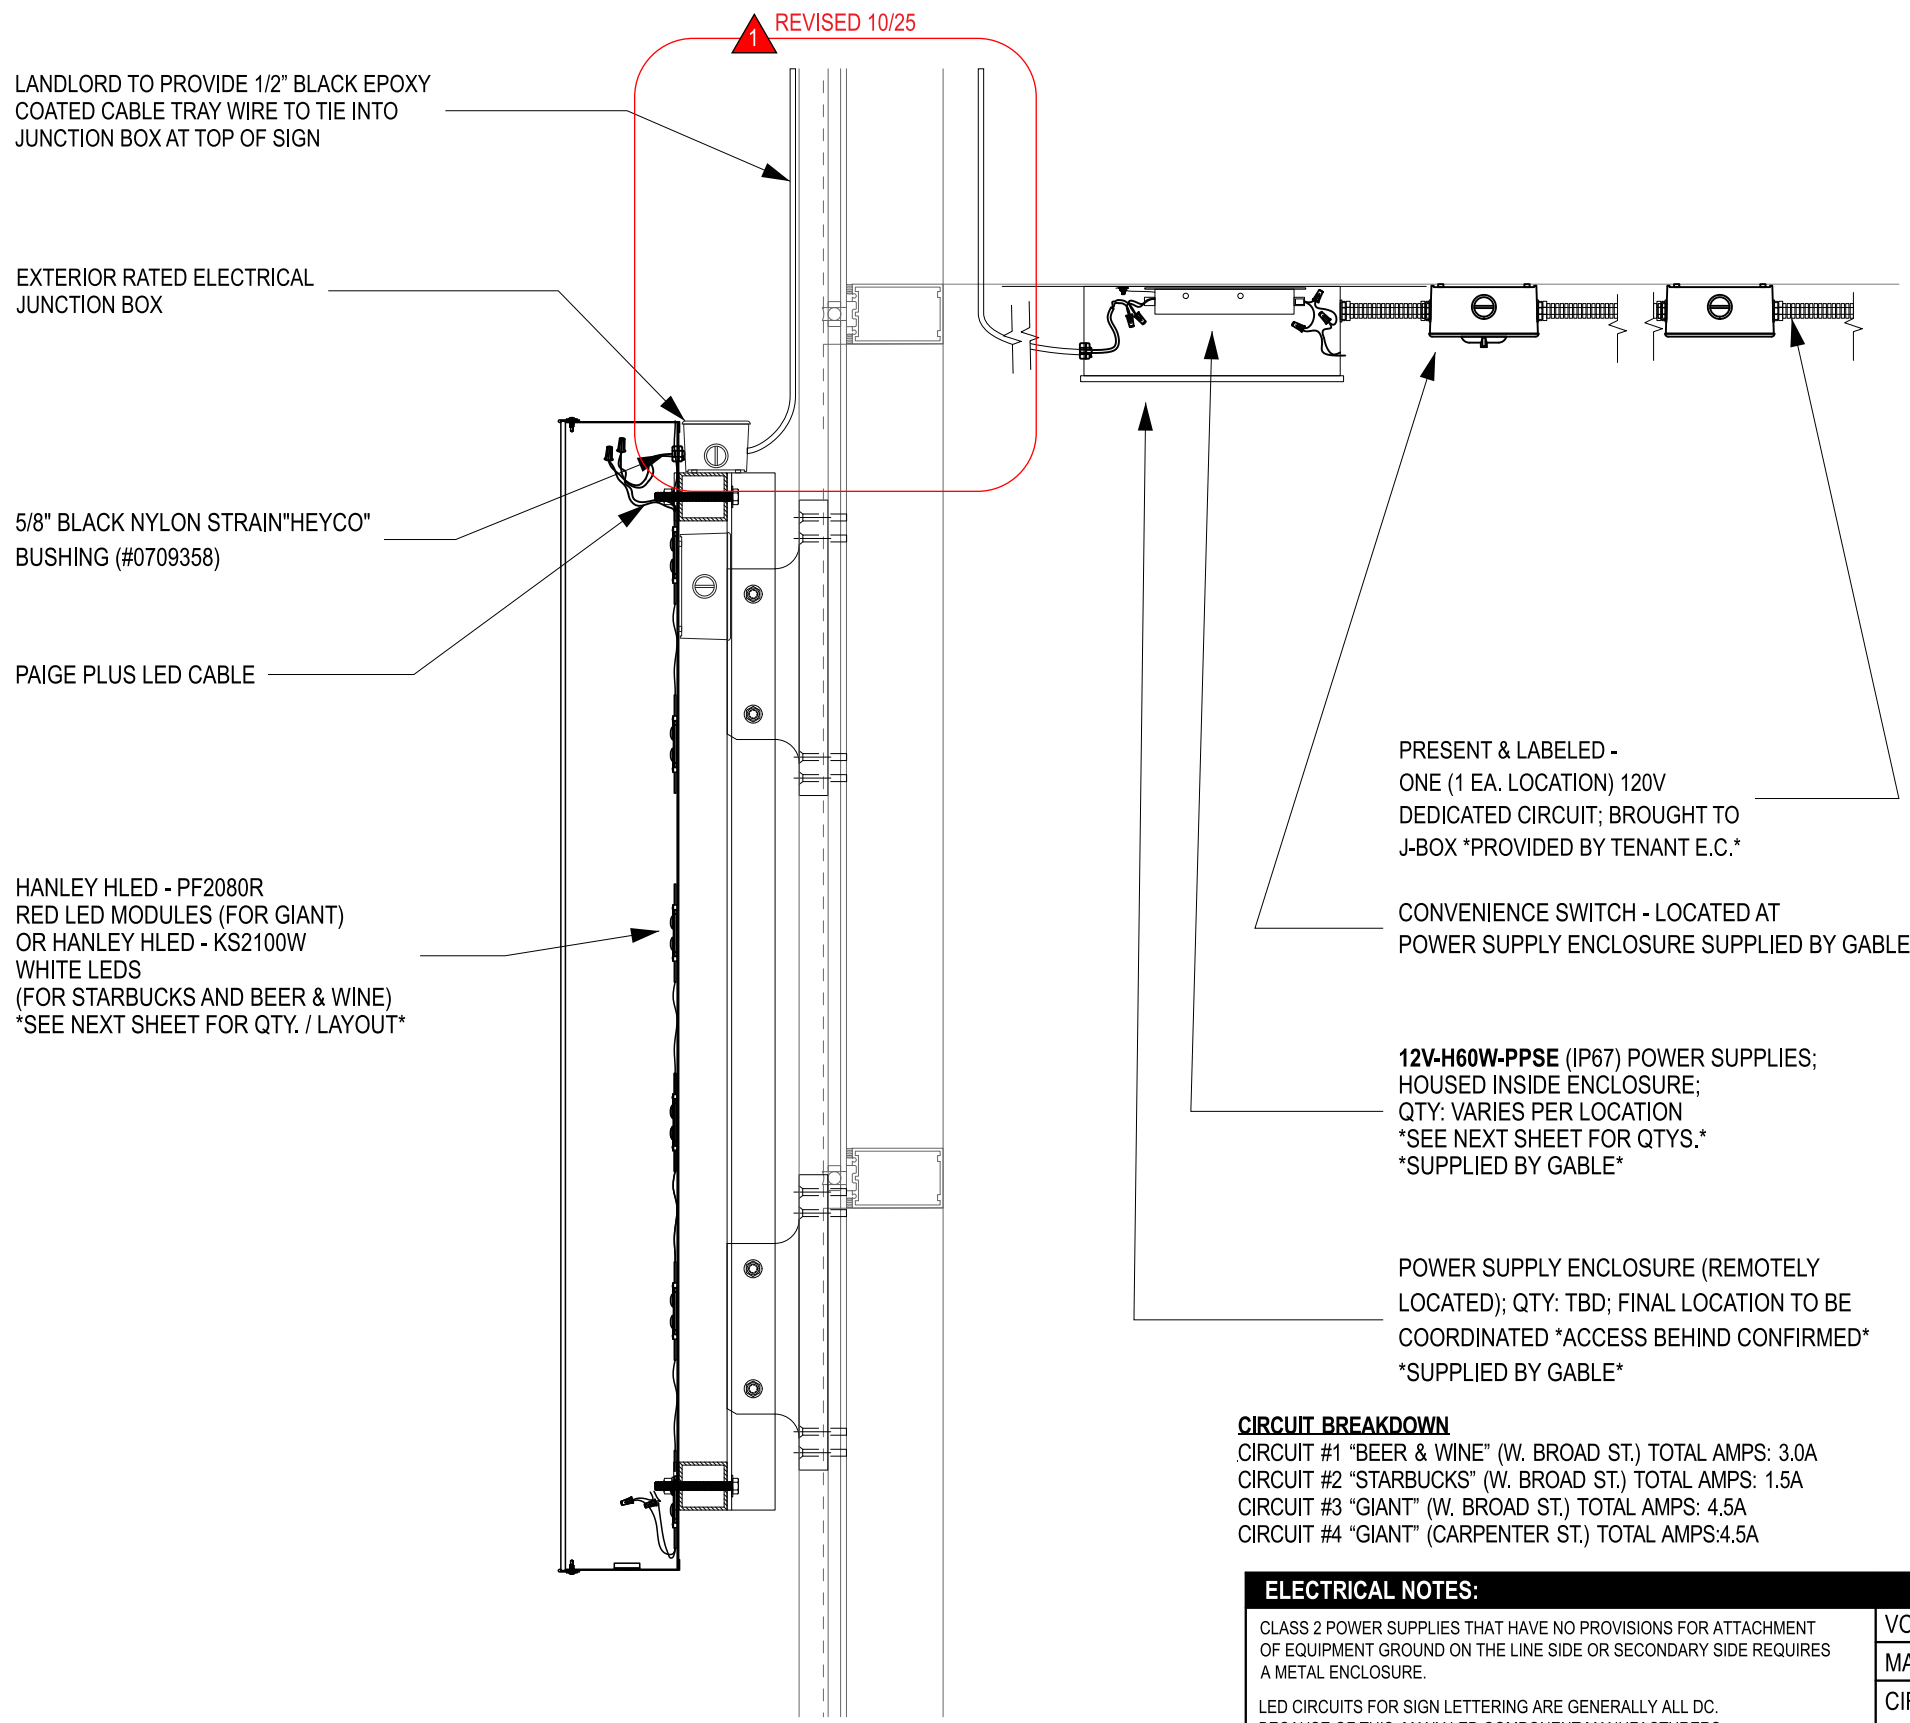 1 REVISED 10/25
LANDLORD TO PROVIDE 1/2” BLACK EPOXY
COATED CABLE TRAY WIRE TO TIE INTO
JUNCTION BOX AT TOP OF SIGN
EXTERIOR RATED ELECTRICAL
JUNCTION BOX
5/8" BLACK NYLON STRAIN"HEYCO"
BUSHING (#0709358)
PAIGE PLUS LED CABLE
HANLEY HLED - PF2080R
RED LED MODULES (FOR GIANT)
OR HANLEY HLED - KS2100W
WHITE LEDS
(FOR STARBUCKS AND BEER & WINE)
*SEE NEXT SHEET FOR QTY. / LAYOUT*
PRESENT & LABELED -
ONE (1 EA. LOCATION) 120V
DEDICATED CIRCUIT; BROUGHT TO
J-BOX *PROVIDED BY TENANT E.C.*
CONVENIENCE SWITCH - LOCATED AT
POWER SUPPLY ENCLOSURE SUPPLIED BY GABLE
12V-H60W-PPSE (IP67) POWER SUPPLIES;
HOUSED INSIDE ENCLOSURE;
QTY: VARIES PER LOCATION
*SEE NEXT SHEET FOR QTYS.*
*SUPPLIED BY GABLE*
POWER SUPPLY ENCLOSURE (REMOTELY
LOCATED); QTY: TBD; FINAL LOCATION TO BE
COORDINATED *ACCESS BEHIND CONFIRMED*
*SUPPLIED BY GABLE*
CIRCUIT BREAKDOWN
CIRCUIT #1 “BEER & WINE” (W. BROAD ST.) TOTAL AMPS: 3.0A
CIRCUIT #2 “STARBUCKS” (W. BROAD ST.) TOTAL AMPS: 1.5A
CIRCUIT #3 “GIANT” (W. BROAD ST.) TOTAL AMPS: 4.5A
CIRCUIT #4 “GIANT” (CARPENTER ST.) TOTAL AMPS:4.5A
ELECTRICAL NOTES:
CLASS 2 POWER SUPPLIES THAT HAVE NO PROVISIONS FOR ATTACHMENT
OF EQUIPMENT GROUND ON THE LINE SIDE OR SECONDARY SIDE REQUIRES
A METAL ENCLOSURE.
LED CIRCUITS FOR SIGN LETTERING ARE GENERALLY ALL DC.